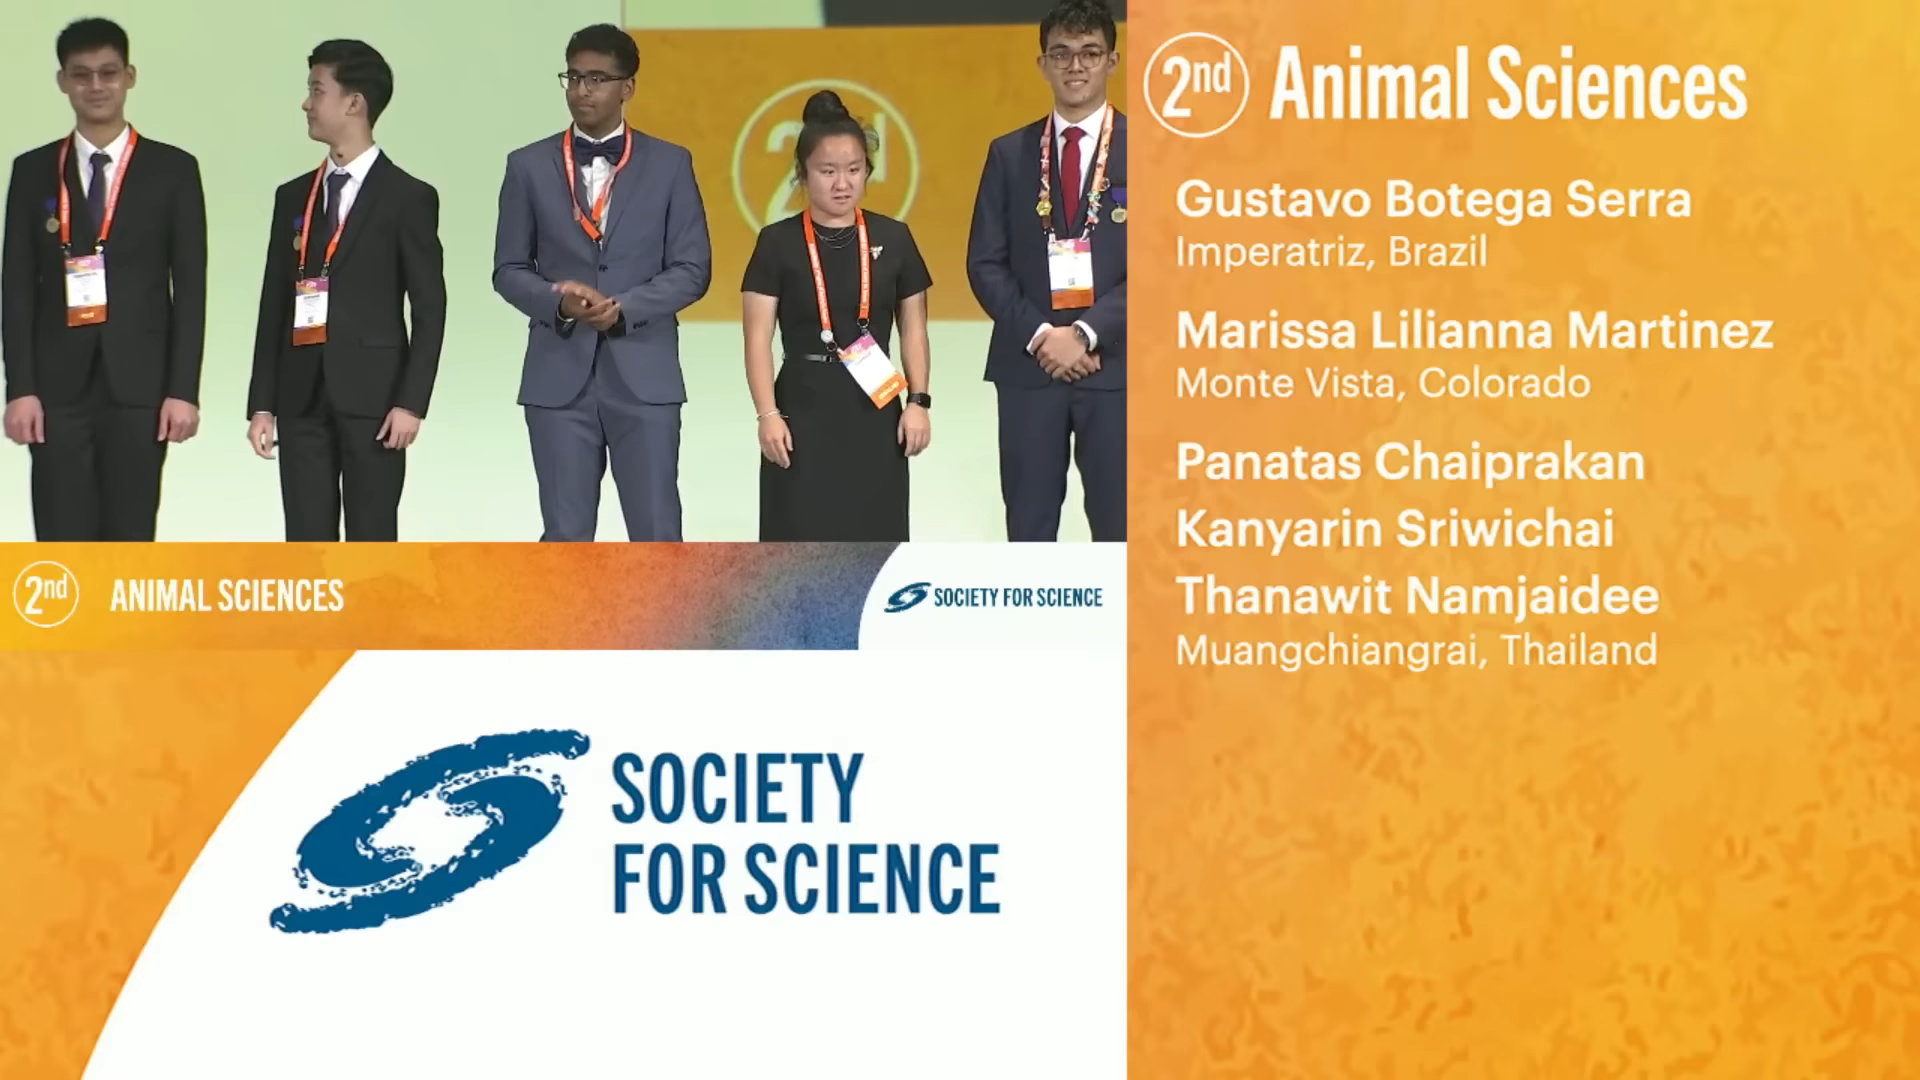 2nd Animal Sciences
Gustavo Botega Serra
Imperatriz, Brazil
Marissa Lilianna Martinez
Monte Vista, Colorado
Panatas Chaiprakan
Kanyarin Sriwichai
Thanawit Namjaidee
Muangchiangrai, Thailand
2nd
2nd ANIMAL SCIENCES
SOCIETY FOR SCIENCE
SOCIETY
FOR SCIENCE